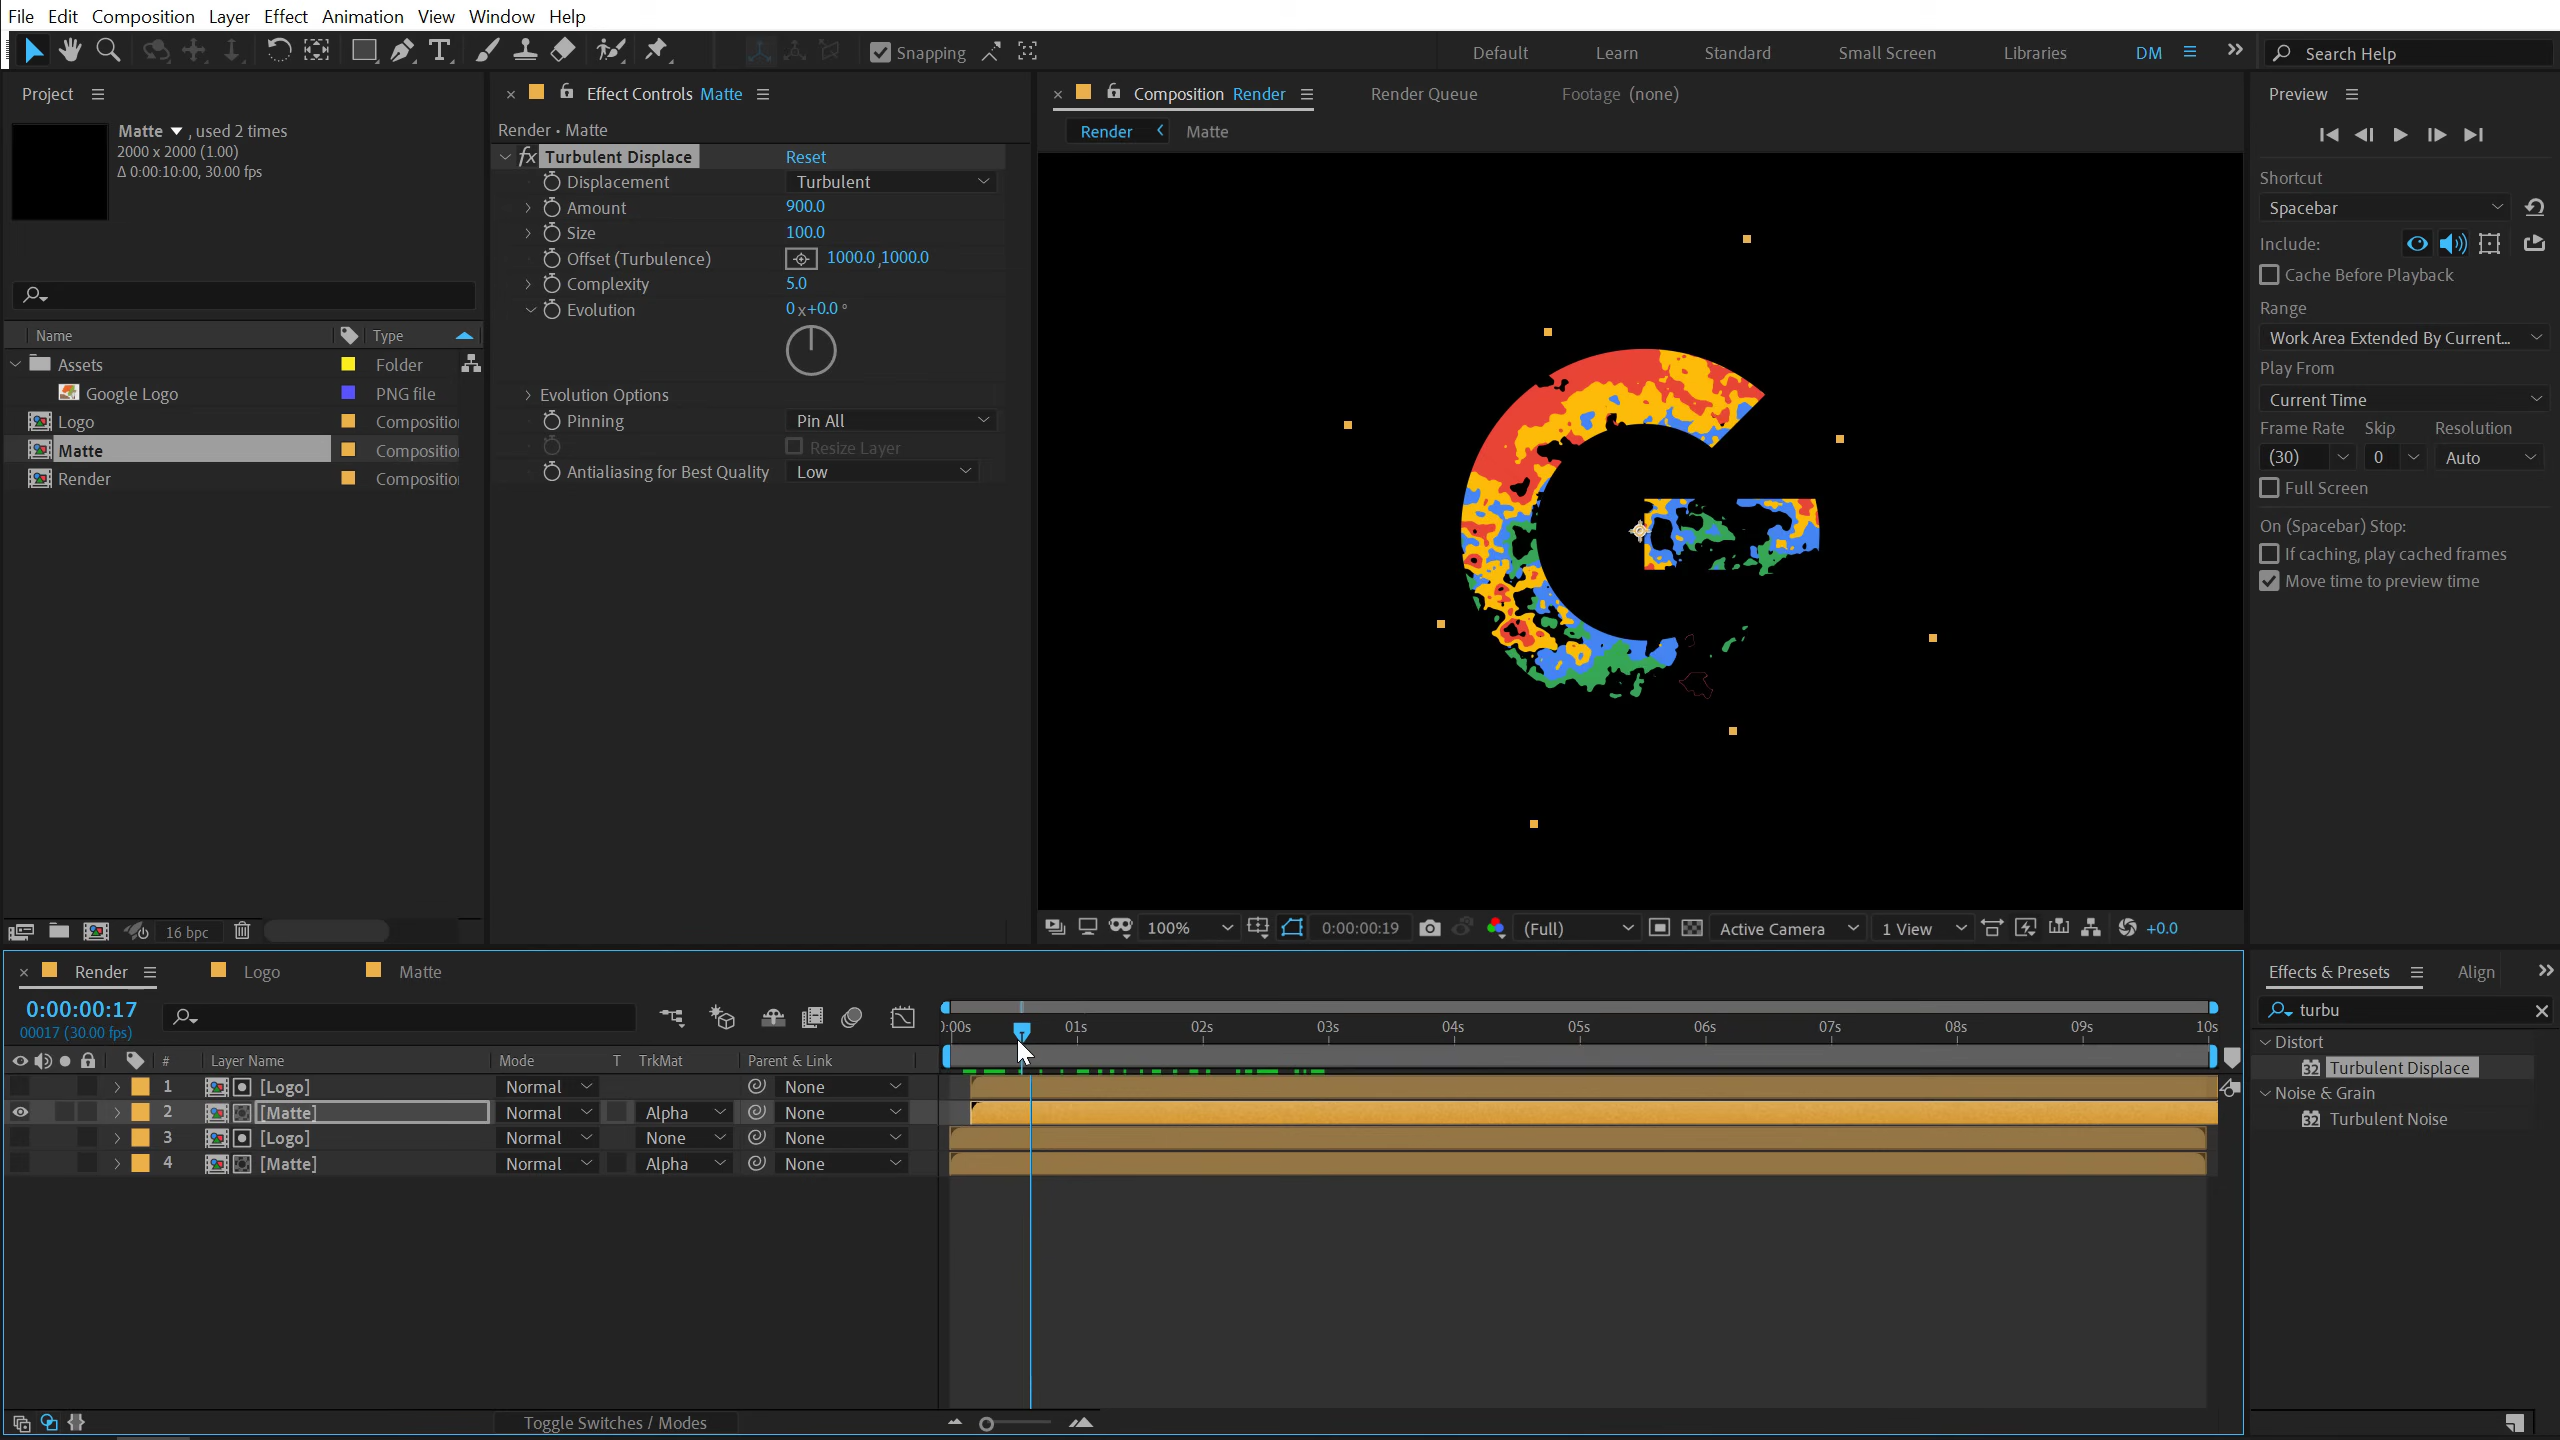 File Edit Composition Layer Effect Animation View Window Help
Snapping
Default Learn Standard Small Screen Libraries DM
Search Help
Project
Matte , used 2 times
2000 x 2000 (1.00)
Δ 0:00:10:00, 30.00 fps
Name Type
Assets Folder
Google Logo PNG file
Logo Compositio
Matte Compositio
Render Compositio
16 bpc
Effect Controls Matte
Render • Matte
fx Turbulent Displace Reset
Displacement Turbulent
Amount 900.0
Size 100.0
Offset (Turbulence) 1000.0 ,1000.0
Complexity 5.0
Evolution 0 x+0.0 °
Evolution Options
Pinning Pin All
Resize Layer
Antialiasing for Best Quality Low
Composition Render Render Queue Footage (none)
Render Matte
100% 0:00:00:19 (Full) Active Camera 1 View +0.0
Preview
Shortcut
Spacebar
Include:
Cache Before Playback
Range
Work Area Extended By Current...
Play From
Current Time
Frame Rate Skip Resolution
(30) 0 Auto
Full Screen
On (Spacebar) Stop:
If caching, play cached frames
Move time to preview time
Render Logo Matte
0:00:00:17
00017 (30.00 fps)
):00s 01s 02s 03s 04s 05s 06s 07s 08s 09s 10s
# Layer Name Mode T TrkMat Parent & Link
1 [Logo] Normal None
2 [Matte] Normal Alpha None
3 [Logo] Normal None None
4 [Matte] Normal Alpha None
Toggle Switches / Modes
Effects & Presets Align
turbu
Distort
32 Turbulent Displace
Noise & Grain
32 Turbulent Noise